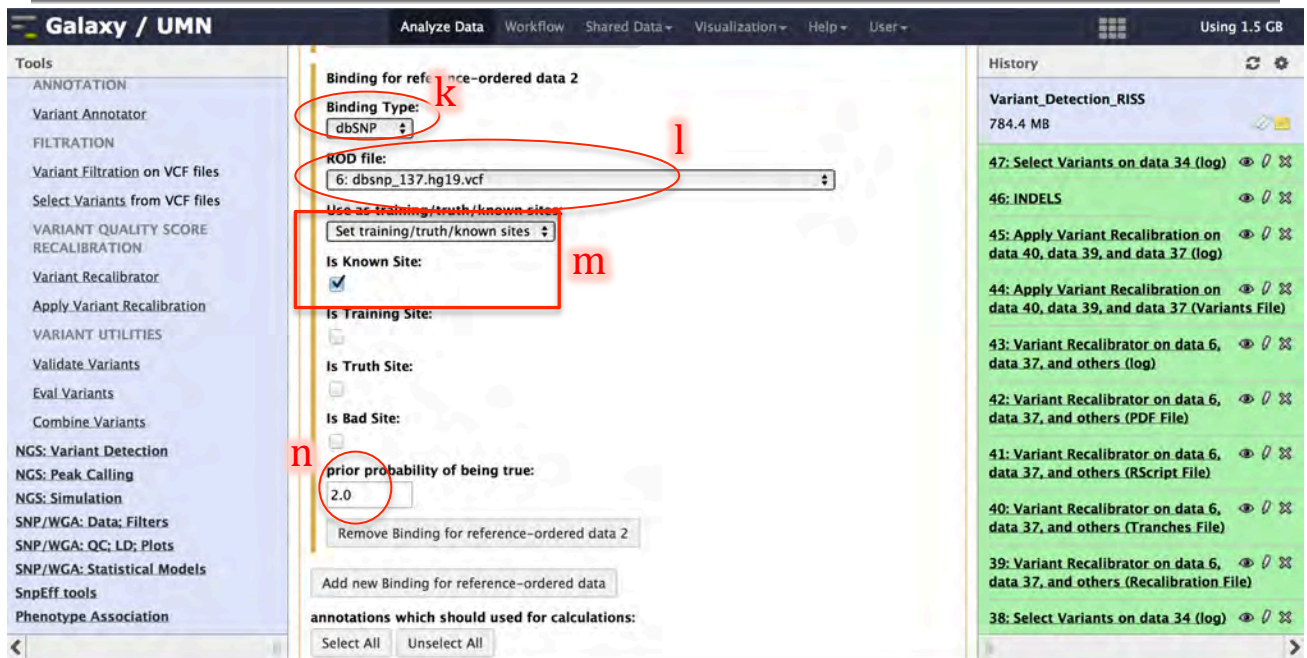 Galaxy / UMN
Analyze Data Workflow Shared Data Visualization Help User
Using 1.5 GB
Tools
ANNOTATION
Variant Annotator
FILTRATION
Variant Filtration on VCF files
Select Variants from VCF files
VARIANT QUALITY SCORE
RECALIBRATION
Variant Recalibrator
Apply Variant Recalibration
VARIANT UTILITIES
Validate Variants
Eval Variants
Combine Variants
NGS: Variant Detection
NGS: Peak Calling
NGS: Simulation
SNP/WGA: Data; Filters
SNP/WGA: QC; LD; Plots
SNP/WGA: Statistical Models
SnpEff tools
Phenotype Association
Binding for reference-ordered data 2
k
Binding Type:
dbSNP
l
ROD file:
6: dbsnp_137.hg19.vcf
Use as training/truth/known sites:
Set training/truth/known sites
m
Is Known Site:
Is Training Site:
Is Truth Site:
Is Bad Site:
n
prior probability of being true:
2.0
Remove Binding for reference-ordered data 2
Add new Binding for reference-ordered data
annotations which should used for calculations:
Select All Unselect All
History
Variant_Detection_RISS
784.4 MB
47: Select Variants on data 34 (log)
46: INDELS
45: Apply Variant Recalibration on
data 40, data 39, and data 37 (log)
44: Apply Variant Recalibration on
data 40, data 39, and data 37 (Variants File)
43: Variant Recalibrator on data 6,
data 37, and others (log)
42: Variant Recalibrator on data 6,
data 37, and others (PDF File)
41: Variant Recalibrator on data 6,
data 37, and others (RScript File)
40: Variant Recalibrator on data 6,
data 37, and others (Tranches File)
39: Variant Recalibrator on data 6,
data 37, and others (Recalibration File)
38: Select Variants on data 34 (log)